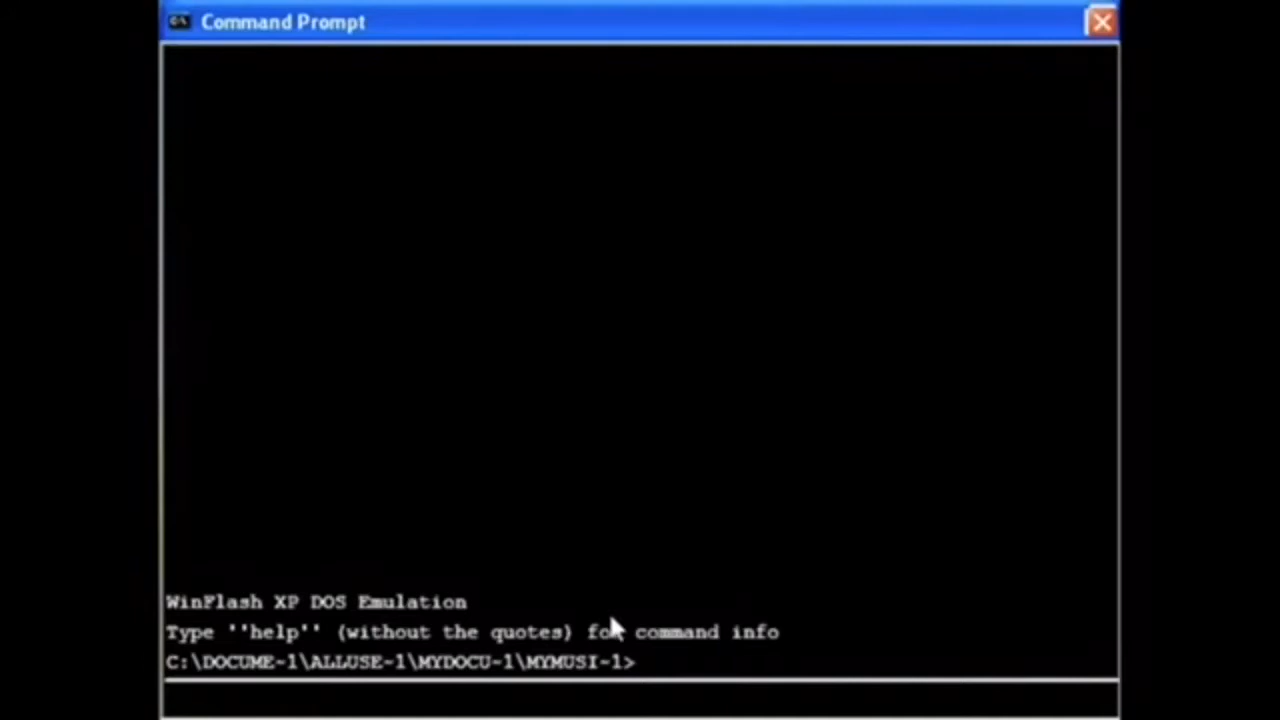 Command Prompt
WinFlash XP DOS Emulation
Type ''help'' (without the quotes) for command info
C:\DOCUME~1\ALLUSE~1\MYDOCU~1\MYMUSI~1>